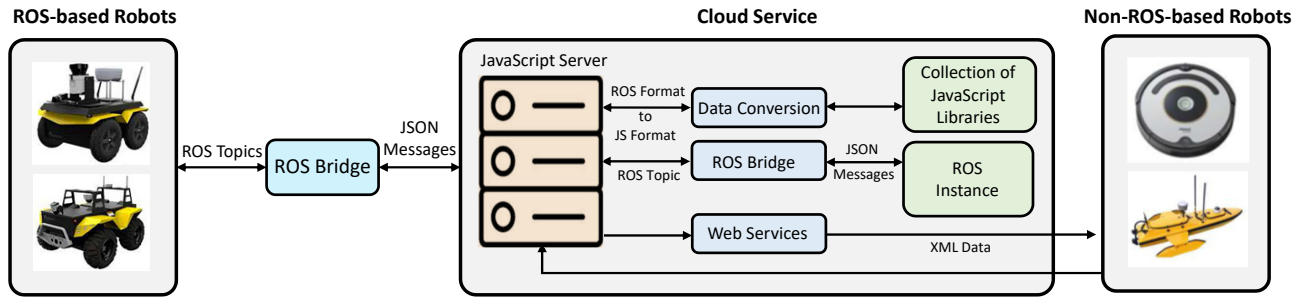 ROS-based Robots
Cloud Service
Non-ROS-based Robots
ROS Topics
ROS Bridge
JSON
Messages
JavaScript Server
ROS Format
to
JS Format
Data Conversion
Collection of
JavaScript
Libraries
ROS Topic
ROS Bridge
JSON
Messages
ROS
Instance
Web Services
XML Data